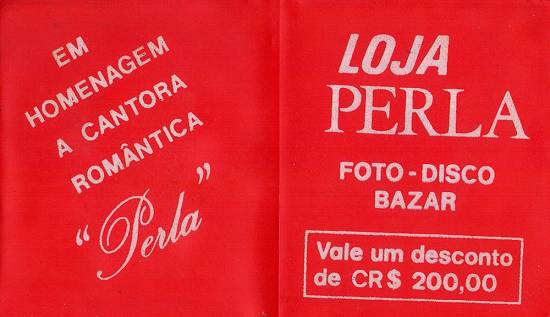 EM
HOMENAGEM
A CANTORA
ROMÂNTICA
“Perla”
LOJA
PERLA
FOTO - DISCO
BAZAR
Vale um desconto
de CR$ 200,00